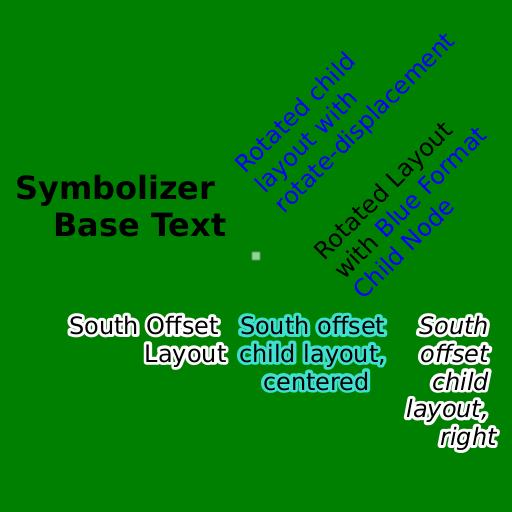 Rotated child
layout with
rotate-displacement
Rotated Layout
with Blue Format
Child Node
Symbolizer
Base Text
South Offset
Layout
South offset
child layout,
centered
South
offset
child
layout,
right